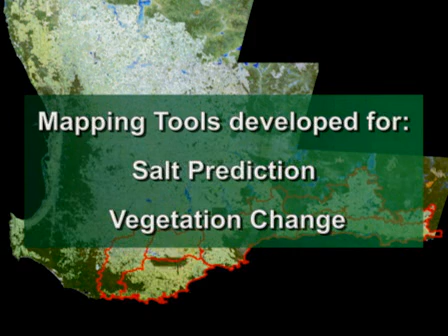 Mapping Tools developed for:
Salt Prediction
Vegetation Change